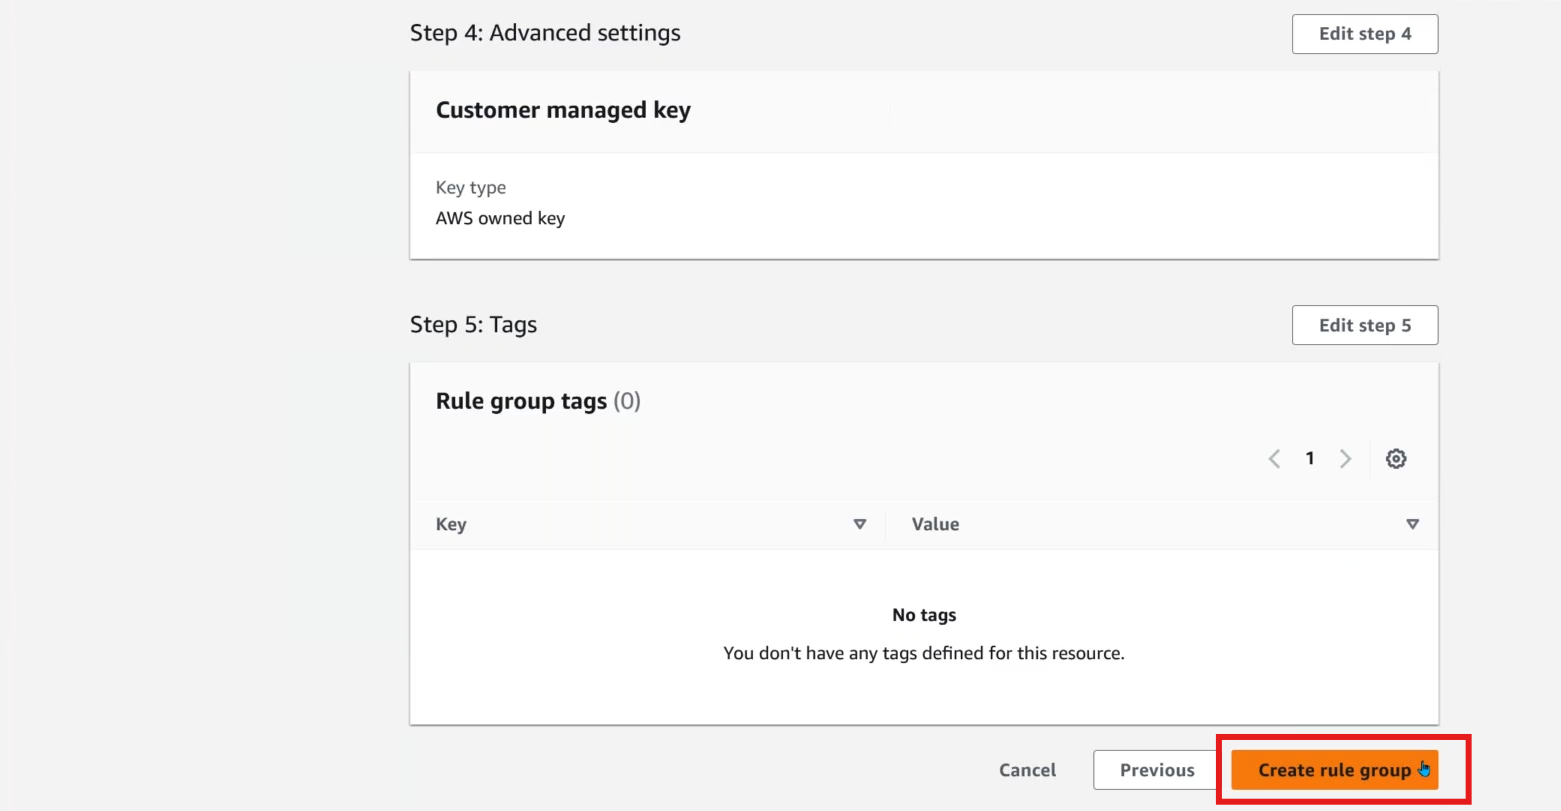 Step 4: Advanced settings
Edit step 4
Customer managed key
Key type
AWS owned key
Step 5: Tags
Edit step 5
Rule group tags (0)
1
Key
Value
No tags
You don't have any tags defined for this resource.
Cancel
Previous
Create rule group